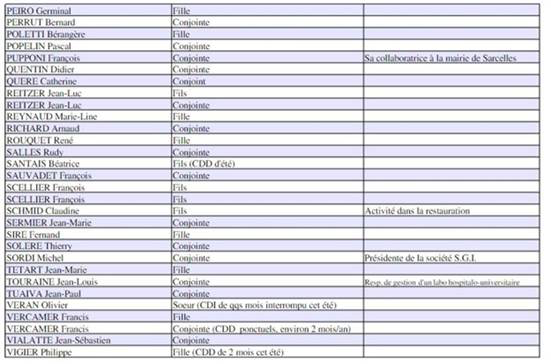 PEIRO Germinal Fille
PERRUT Bernard Conjointe
POLETTI Bérangère Fille
POPELIN Pascal Conjointe
PUPPONI François Conjointe Sa collaboratrice à la mairie de Sarcelles
QUENTIN Didier Conjointe
QUERE Catherine Conjoint
REITZER Jean-Luc Fils
REITZER Jean-Luc Conjointe
REYNAUD Marie-Line Fille
RICHARD Arnaud Conjointe
ROUQUET René Fille
SALLES Rudy Conjointe
SANTAIS Béatrice Fils (CDD d'été)
SAUVADET François Conjointe
SCELLIER François Fils
SCELLIER François Fils
SCHMID Claudine Fils Activité dans la restauration
SERMIER Jean-Marie Conjointe
SIRE Fernand Fille
SOLERE Thierry Conjointe
SORDI Michel Conjointe Présidente de la société S.G.I.
TETART Jean-Marie Fille
TOURAINE Jean-Louis Conjointe Resp. de gestion d'un labo hospitalo-universitaire
TUAIVA Jean-Paul Conjointe
VERAN Olivier Soeur (CDI de qqs mois interrompu cet été)
VERCAMER Francis Fille
VERCAMER Francis Conjointe (CDD ponctuels, environ 2 mois/an)
VIALATTE Jean-Sébastien Conjointe
VIGIER Philippe Fille (CDD de 2 mois cet été)